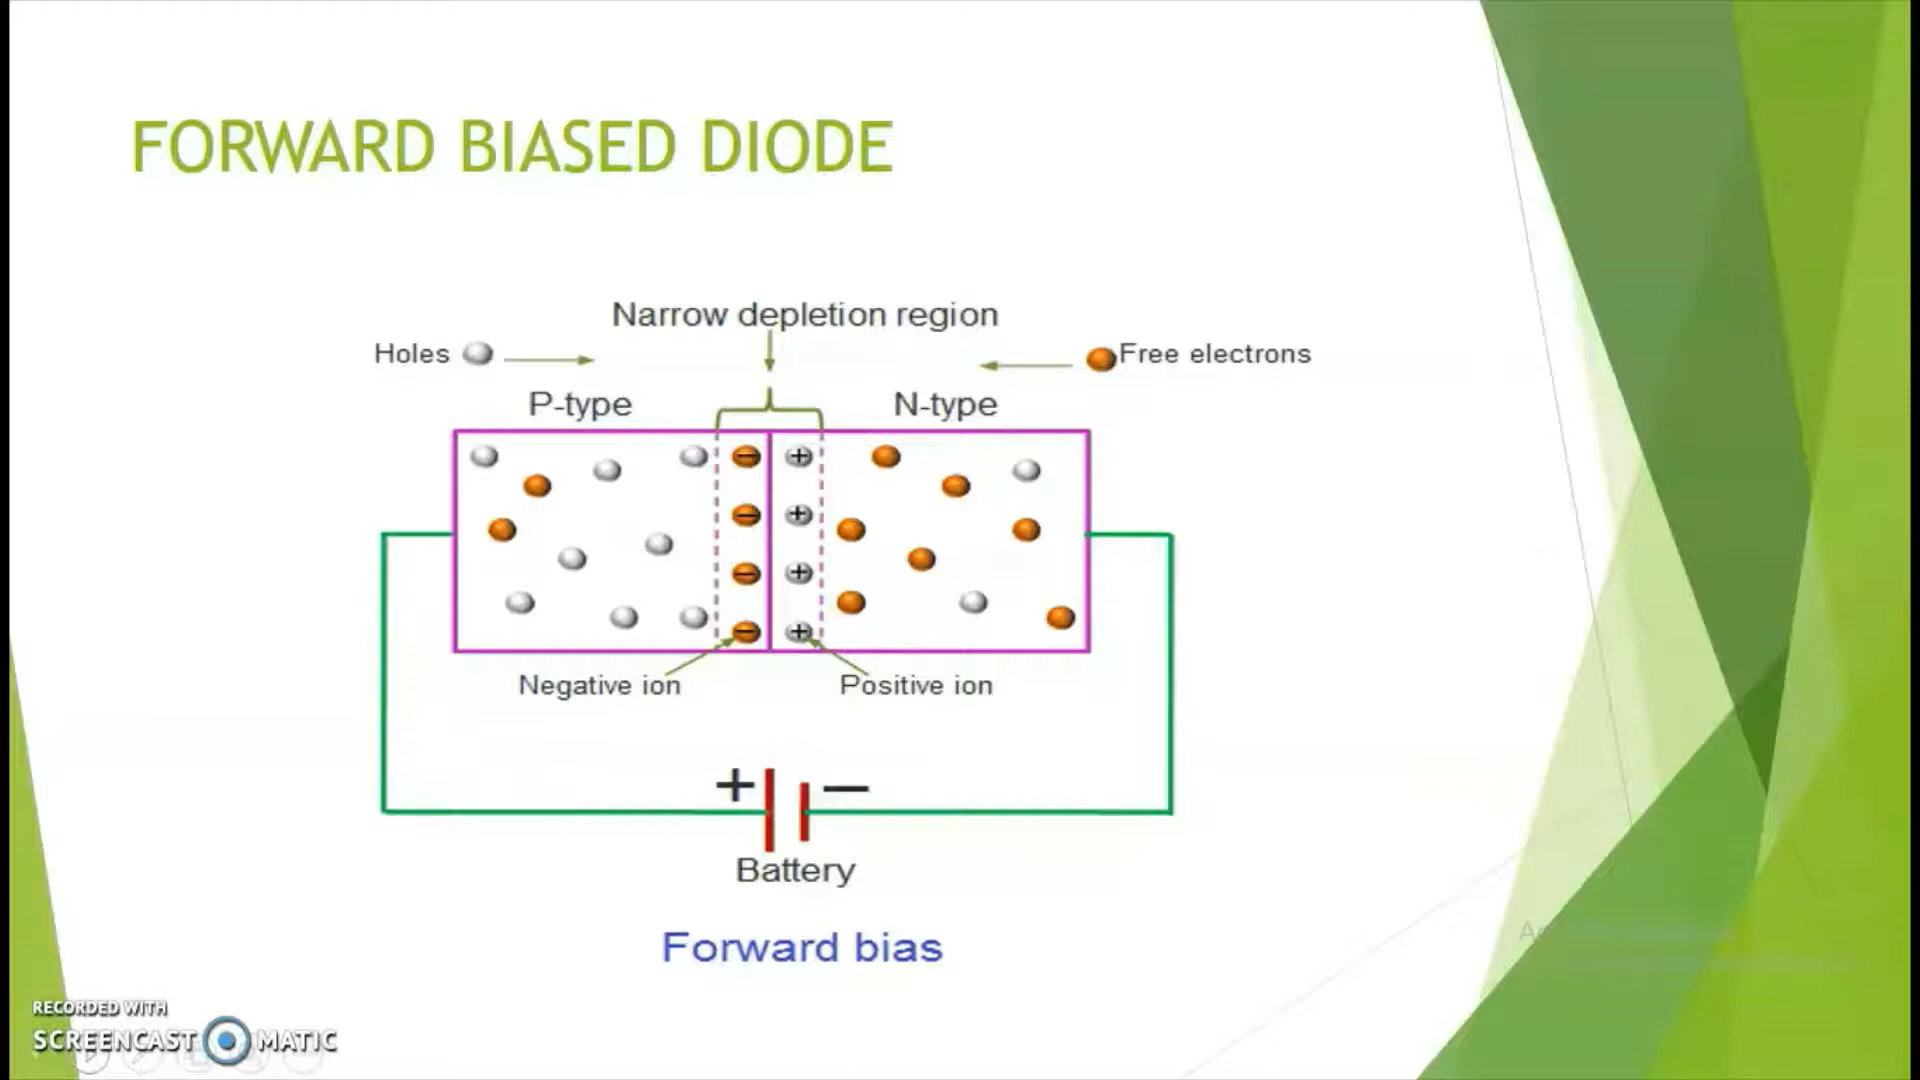 FORWARD BIASED DIODE
Narrow depletion region
Holes
Free electrons
P-type
N-type
Negative ion
Positive ion
+ −
Battery
Forward bias
RECORDED WITH
SCREENCAST MATIC